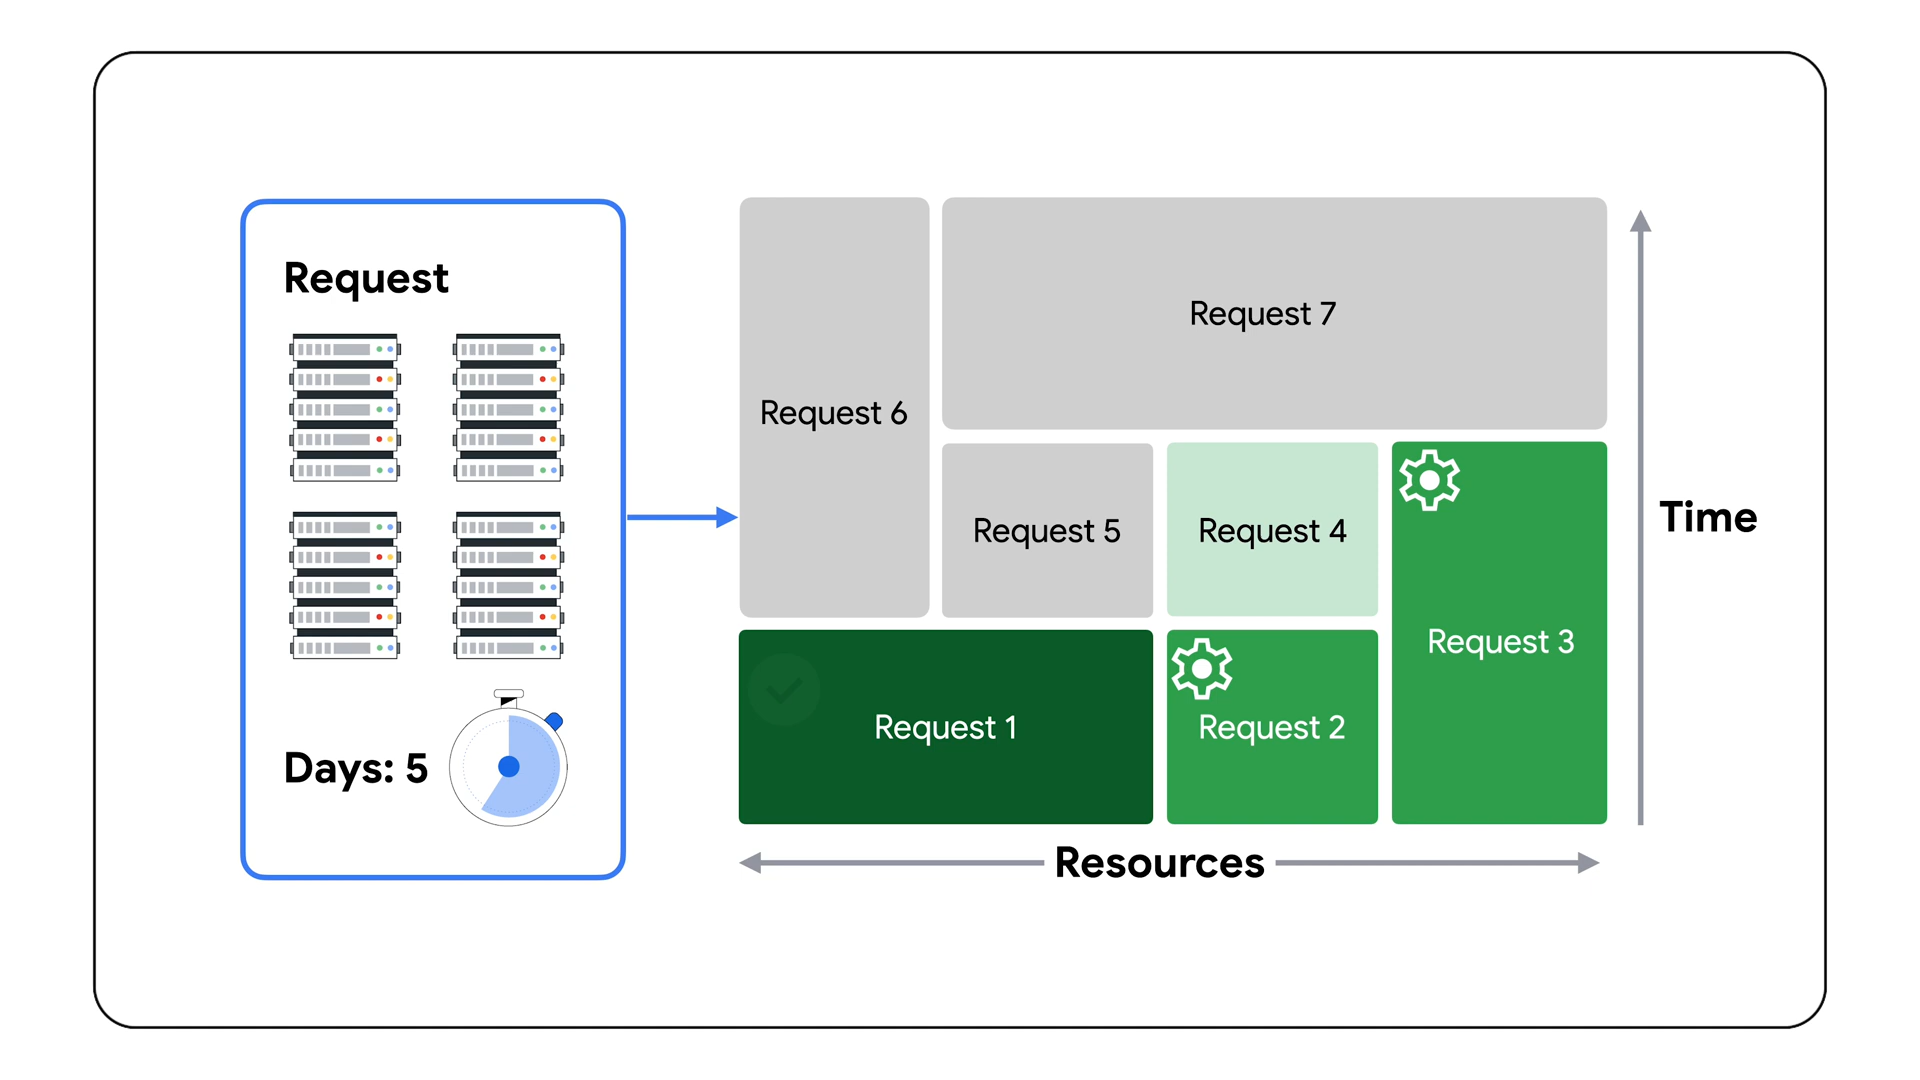 Request
Days: 5
Request 6
Request 7
Request 5
Request 4
Request 3
Request 1
Request 2
Time
Resources